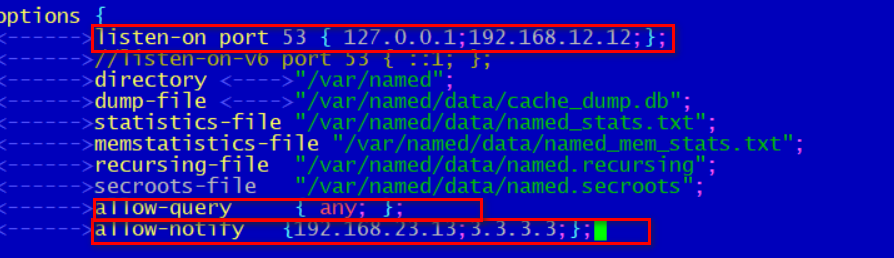 options {
<------>listen-on port 53 { 127.0.0.1;192.168.12.12;};
<------>//listen-on-v6 port 53 { ::1; };
<------>directory <---->"/var/named";
<------>dump-file <---->"/var/named/data/cache_dump.db";
<------>statistics-file "/var/named/data/named_stats.txt";
<------>memstatistics-file "/var/named/data/named_mem_stats.txt";
<------>recursing-file  "/var/named/data/named.recursing";
<------>secroots-file   "/var/named/data/named.secroots";
<------>allow-query     { any; };
<------>allow-notify    {192.168.23.13;3.3.3.3;};